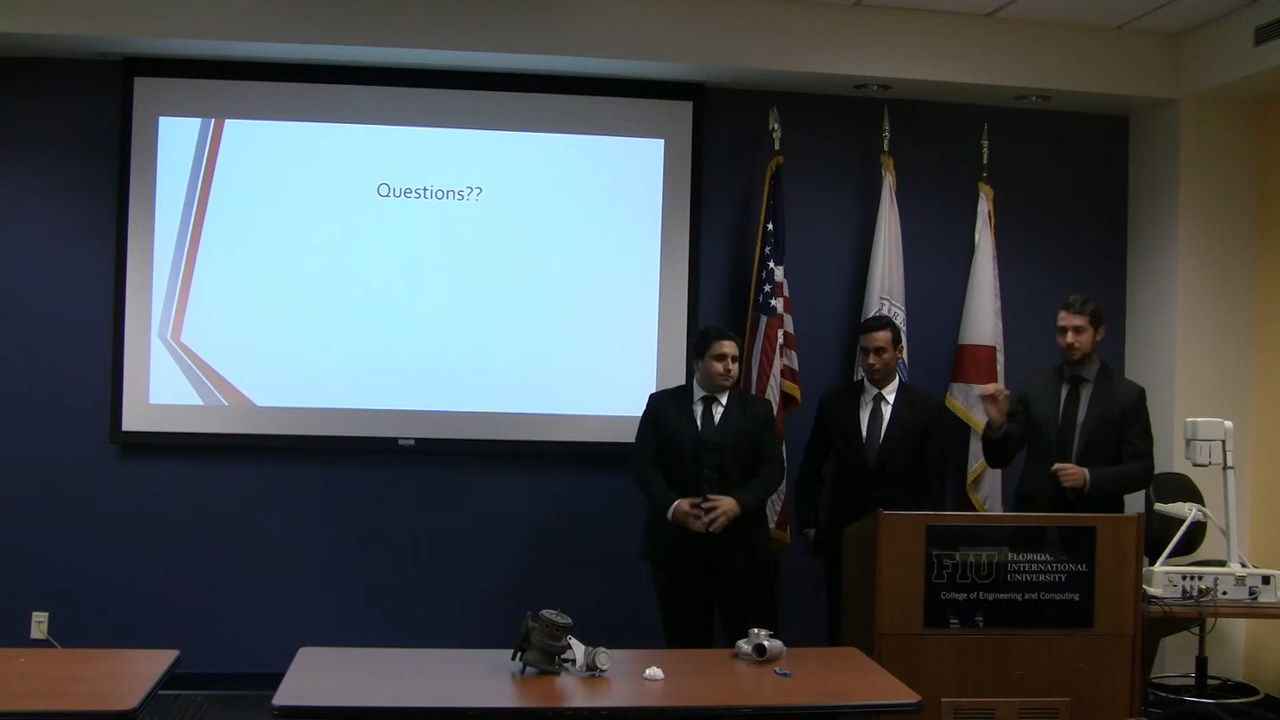 Questions??
FIU
FLORIDA
INTERNATIONAL
UNIVERSITY
College of Engineering and Computing